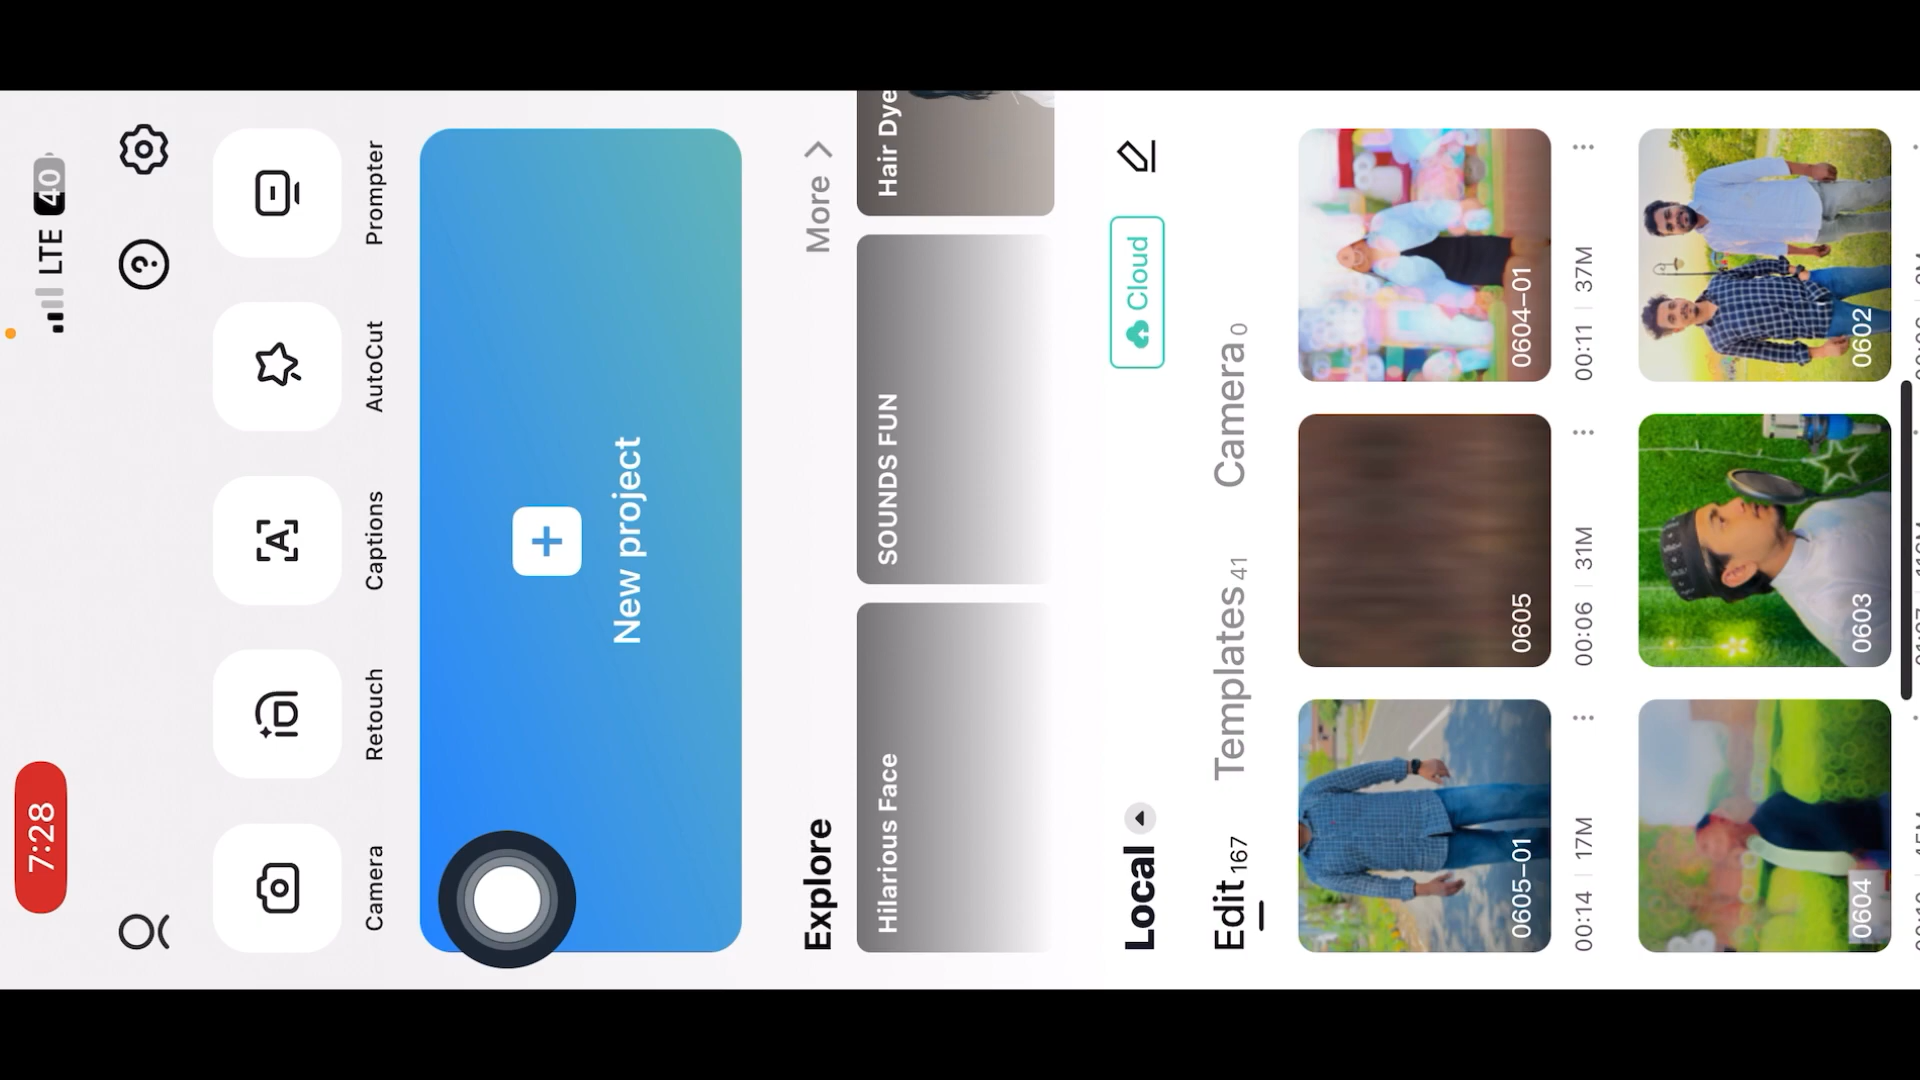 7:28
LTE 40
Camera
Retouch
Captions
AutoCut
Prompter
New project
Explore
More
Hilarious Face
SOUNDS FUN
Hair Dye
Local
Cloud
Edit 167
Templates 41
Camera 0
0605-01
0605
0604-01
00:14 17M
00:06 31M
00:11 37M
0604
0603
0602